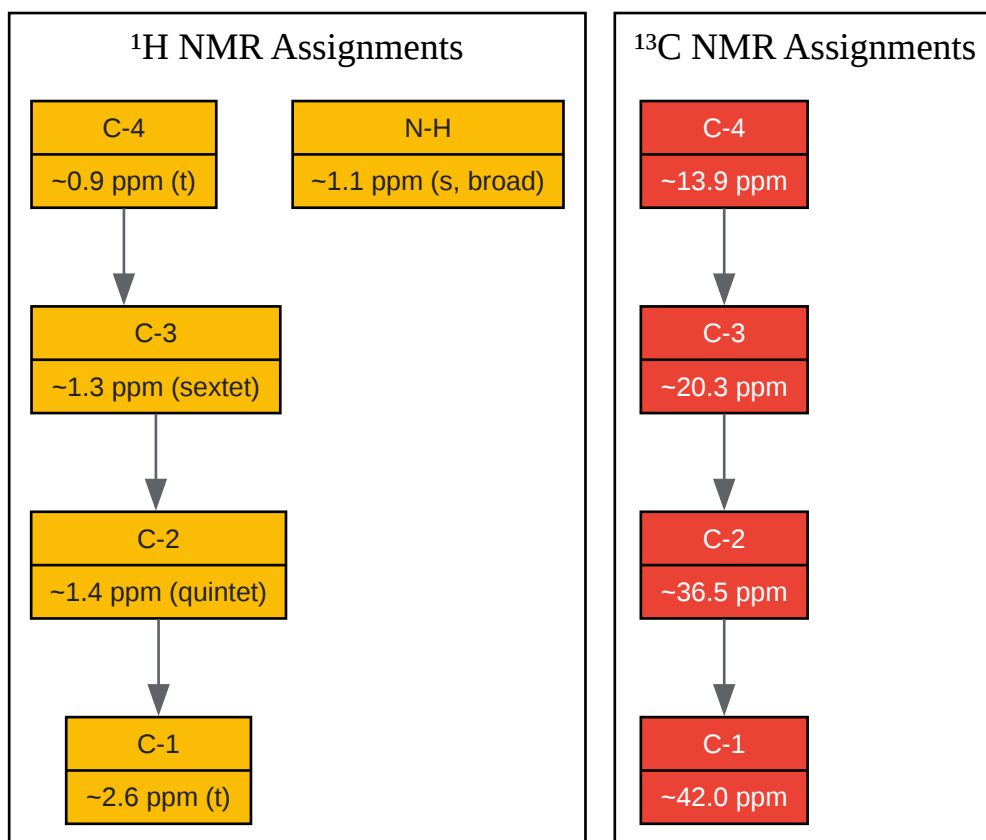 ¹H NMR Assignments
C-4
~0.9 ppm (t)
N-H
~1.1 ppm (s, broad)
C-3
~1.3 ppm (sextet)
C-2
~1.4 ppm (quintet)
C-1
~2.6 ppm (t)
¹³C NMR Assignments
C-4
~13.9 ppm
C-3
~20.3 ppm
C-2
~36.5 ppm
C-1
~42.0 ppm